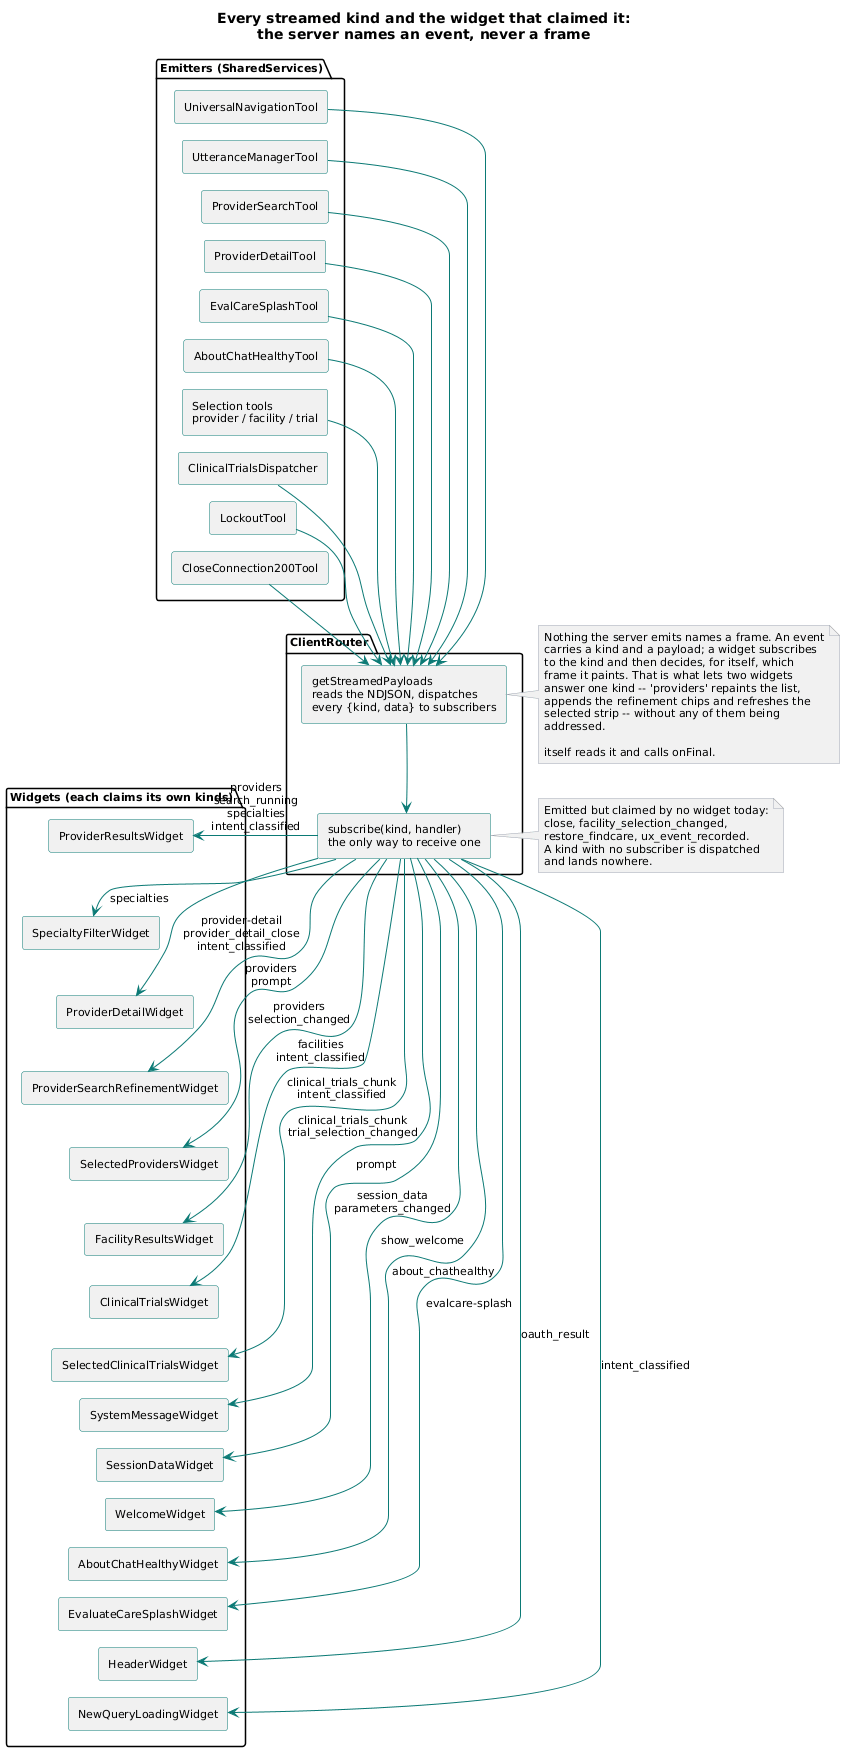 Every streamed kind and the widget that claimed it:
the server names an event, never a frame
Emitters (SharedServices)
UniversalNavigationTool
UtteranceManagerTool
ProviderSearchTool
ProviderDetailTool
EvalCareSplashTool
AboutChatHealthyTool
Selection tools
provider / facility / trial
ClinicalTrialsDispatcher
LockoutTool
CloseConnection200Tool
ClientRouter
getStreamedPayloads
reads the NDJSON, dispatches
every {kind, data} to subscribers
Nothing the server emits names a frame. An event
carries a kind and a payload; a widget subscribes
to the kind and then decides, for itself, which
frame it paints. That is what lets two widgets
answer one kind -- 'providers' repaints the list,
appends the refinement chips and refreshes the
selected strip -- without any of them being
addressed.
itself reads it and calls onFinal.
subscribe(kind, handler)
the only way to receive one
Emitted but claimed by no widget today:
close, facility_selection_changed,
restore_findcare, ux_event_recorded.
A kind with no subscriber is dispatched
and lands nowhere.
Widgets (each claims its own kinds)
providers
search_running
specialties
intent_classified
ProviderResultsWidget
specialties
SpecialtyFilterWidget
provider-detail
provider_detail_close
intent_classified
ProviderDetailWidget
providers
prompt
ProviderSearchRefinementWidget
providers
selection_changed
SelectedProvidersWidget
facilities
intent_classified
FacilityResultsWidget
clinical_trials_chunk
intent_classified
ClinicalTrialsWidget
clinical_trials_chunk
trial_selection_changed
SelectedClinicalTrialsWidget
prompt
SystemMessageWidget
session_data
parameters_changed
SessionDataWidget
show_welcome
WelcomeWidget
about_chathealthy
AboutChatHealthyWidget
evalcare-splash
EvaluateCareSplashWidget
oauth_result
HeaderWidget
intent_classified
NewQueryLoadingWidget